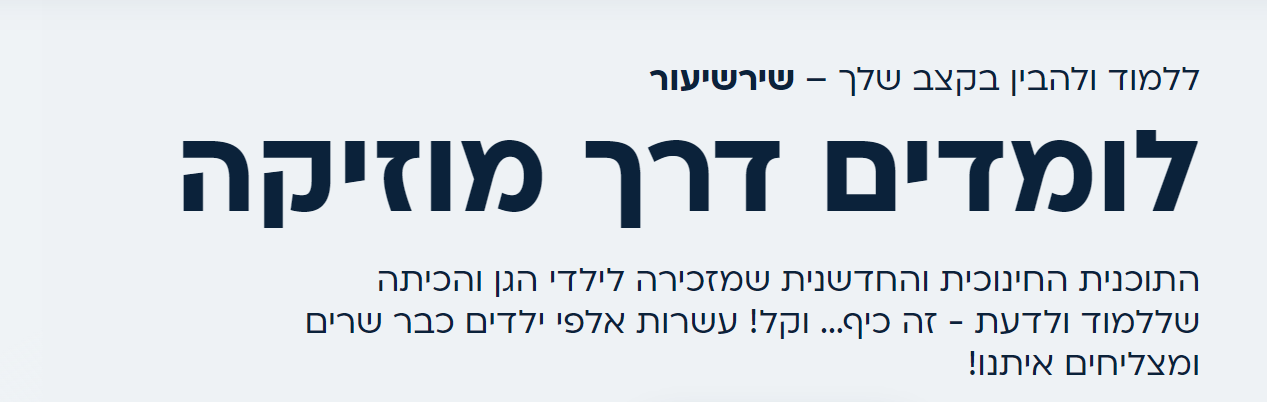 ללמוד ולהבין בקצב שלך – שירשיעור
לומדים דרך מוזיקה
התוכנית החינוכית והחדשנית שמזכירה לילדי הגן והכיתה
שללמוד ולדעת - זה כיף... וקל! עשרות אלפי ילדים כבר שרים
ומצליחים איתנו!